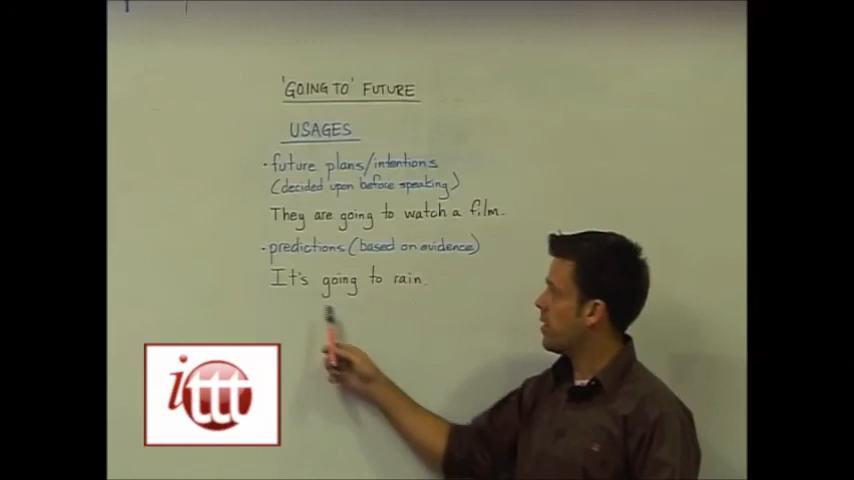 'GOING TO' FUTURE
USAGES
· future plans/intentions
(decided upon before speaking)
They are going to watch a film.
· predictions (based on evidence)
It's going to rain.
ittt